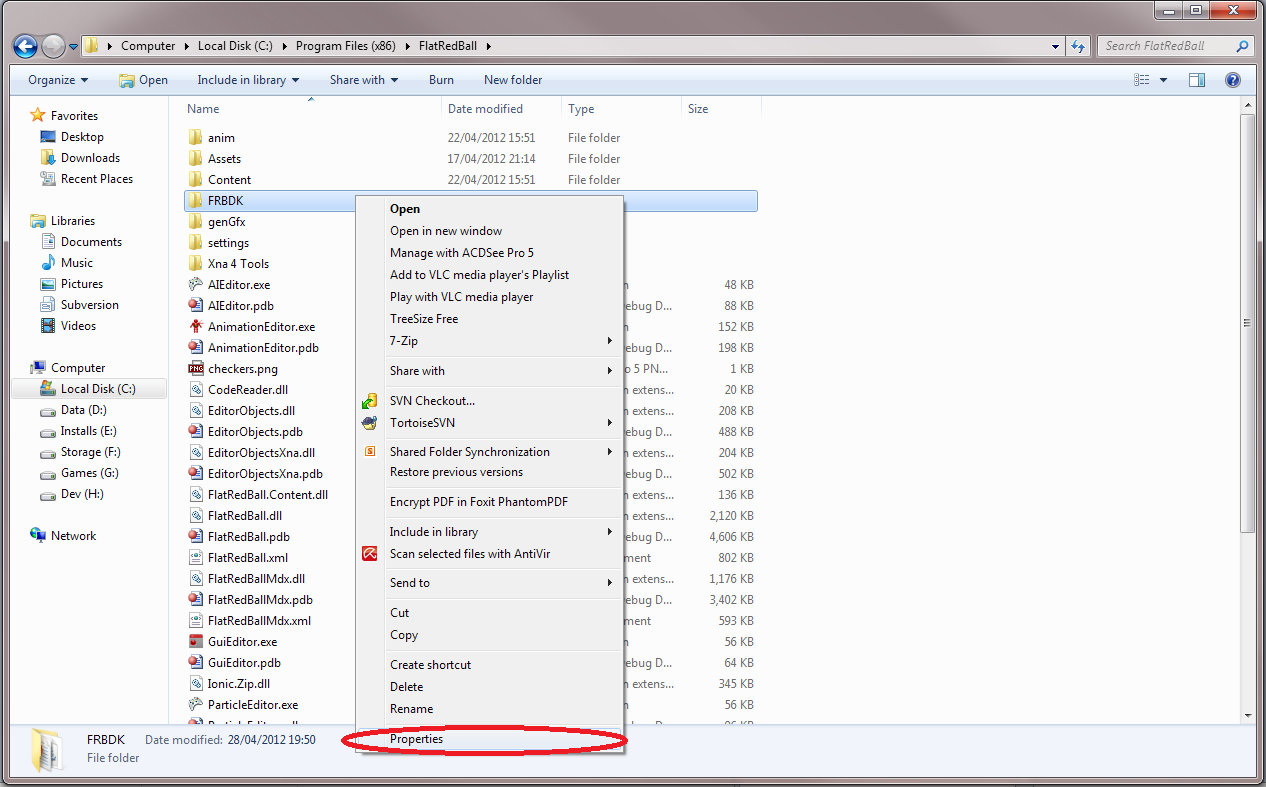 Computer ▸ Local Disk (C:) ▸ Program Files (x86) ▸ FlatRedBall ▸
Search FlatRedBall
Organize Open Include in library Share with Burn New folder
Name Date modified Type Size
Favorites
Desktop
Downloads
Recent Places
Libraries
Documents
Music
Pictures
Subversion
Videos
Computer
Local Disk (C:)
Data (D:)
Installs (E:)
Storage (F:)
Games (G:)
Dev (H:)
Network
anim 22/04/2012 15:51 File folder
Assets 17/04/2012 21:14 File folder
Content 22/04/2012 15:51 File folder
FRBDK
genGfx
settings
Xna 4 Tools
AIEditor.exe n 48 KB
AIEditor.pdb ebug D... 88 KB
AnimationEditor.exe n 152 KB
AnimationEditor.pdb ebug D... 198 KB
checkers.png o 5 PN... 1 KB
CodeReader.dll n extens... 20 KB
EditorObjects.dll n extens... 208 KB
EditorObjects.pdb ebug D... 488 KB
EditorObjectsXna.dll n extens... 204 KB
EditorObjectsXna.pdb ebug D... 502 KB
FlatRedBall.Content.dll n extens... 136 KB
FlatRedBall.dll n extens... 2,120 KB
FlatRedBall.pdb ebug D... 4,606 KB
FlatRedBall.xml ment 802 KB
FlatRedBallMdx.dll n extens... 1,176 KB
FlatRedBallMdx.pdb ebug D... 3,402 KB
FlatRedBallMdx.xml ment 593 KB
GuiEditor.exe n 56 KB
GuiEditor.pdb ebug D... 64 KB
Ionic.Zip.dll n extens... 345 KB
ParticleEditor.exe n 56 KB
Open
Open in new window
Manage with ACDSee Pro 5
Add to VLC media player's Playlist
Play with VLC media player
TreeSize Free
7-Zip
Share with
SVN Checkout...
TortoiseSVN
Shared Folder Synchronization
Restore previous versions
Encrypt PDF in Foxit PhantomPDF
Include in library
Scan selected files with AntiVir
Send to
Cut
Copy
Create shortcut
Delete
Rename
Properties
FRBDK Date modified: 28/04/2012 19:50
File folder